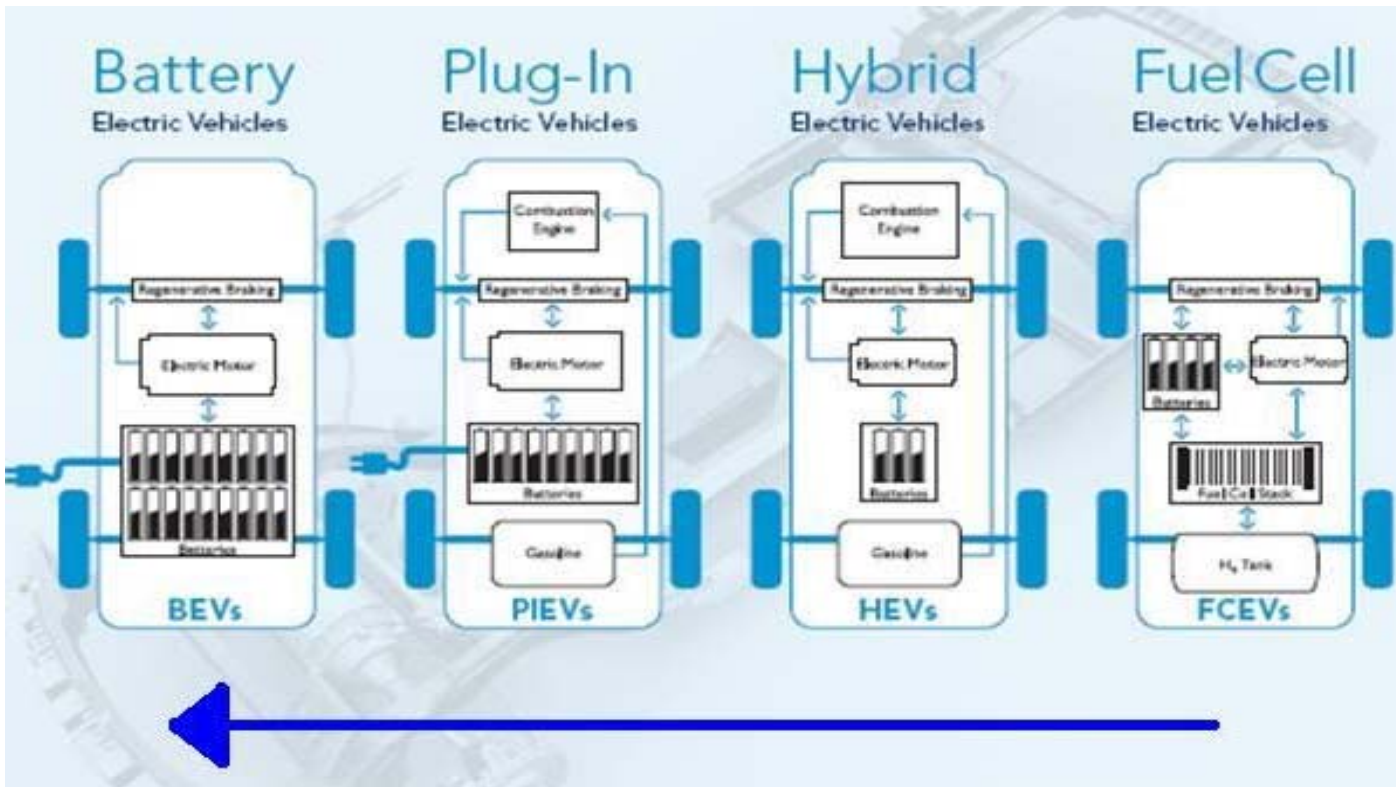 Battery
Electric Vehicles
Combustion
Regenerative Braking
Electric Motor
Batteries
BEVs
Plug-In
Electric Vehicles
Combustion
Engine
Regenerative Braking
Electric Motor
Batteries
Gasoline
PIEVs
Hybrid
Electric Vehicles
Combustion
Engine
Regenerative Braking
Electric Motor
Batteries
Gasoline
HEVs
Fuel Cell
Electric Vehicles
Regenerative Braking
Batteries
Electric Motor
Fuel Cell Stack
H₂ Tank
FCEVs